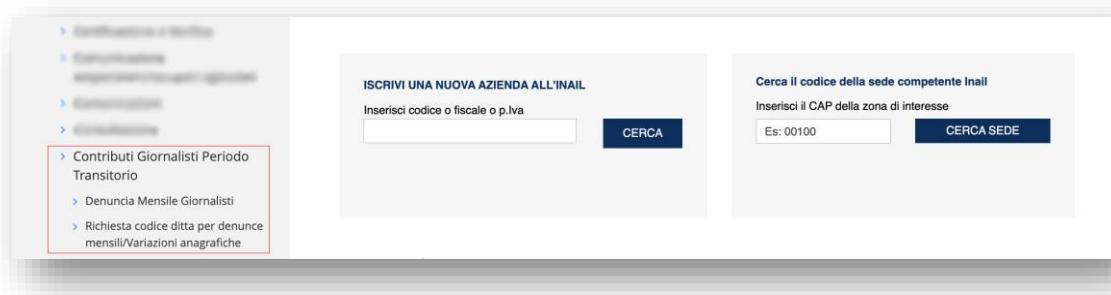 Contributi Giornalisti Periodo
Transitorio
Denuncia Mensile Giornalisti
Richiesta codice ditta per denunce
mensili/Variazioni anagrafiche
ISCRIVI UNA NUOVA AZIENDA ALL'INAIL
Inserisci codice o fiscale o p.Iva
CERCA
Cerca il codice della sede competente Inail
Inserisci il CAP della zona di interesse
Es: 00100
CERCA SEDE